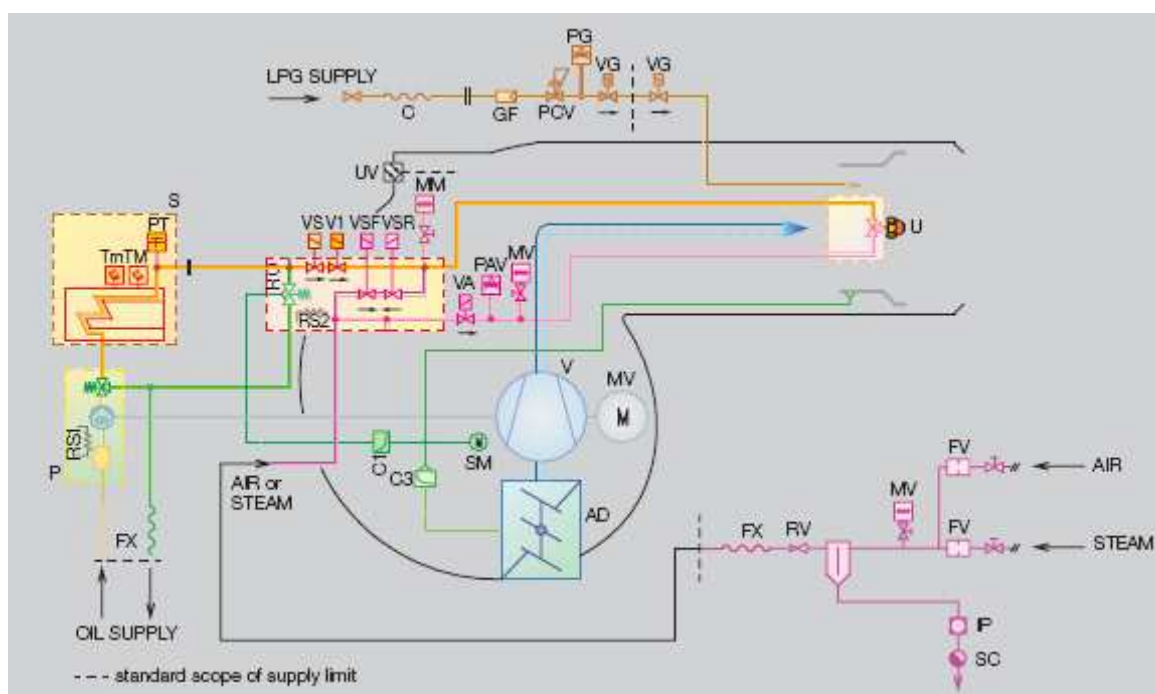 PG
LPG SUPPLY
VG
VG
C
GF
PCV
UV
MM
S
PT
VS
V1
VSF
VSR
U
TmTM
MV
PAV
VA
RS2
V
MV
M
RS1
P
C1
SM
C3
AIR or
STEAM
AD
FV
AIR
MV
FX
FX
RV
FV
STEAM
OIL SUPPLY
IP
SC
--- standard scope of supply limit